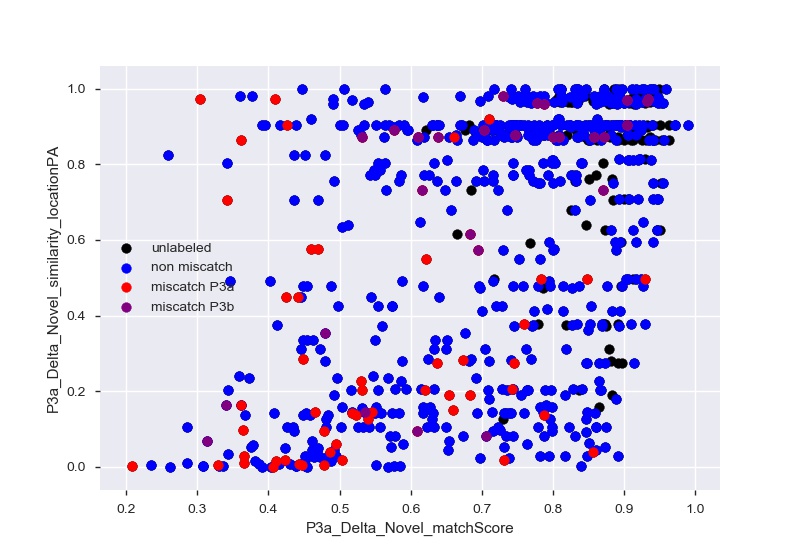 1.0
0.8
0.6
0.4
0.2
0.0
P3a_Delta_Novel_similarity_locationPA
unlabeled
non miscatch
miscatch P3a
miscatch P3b
0.2 0.3 0.4 0.5 0.6 0.7 0.8 0.9 1.0
P3a_Delta_Novel_matchScore